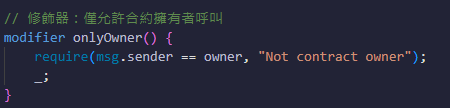 // 修飾器：僅允許合約擁有者呼叫
modifier onlyOwner() {
    require(msg.sender == owner, "Not contract owner");
    _;
}